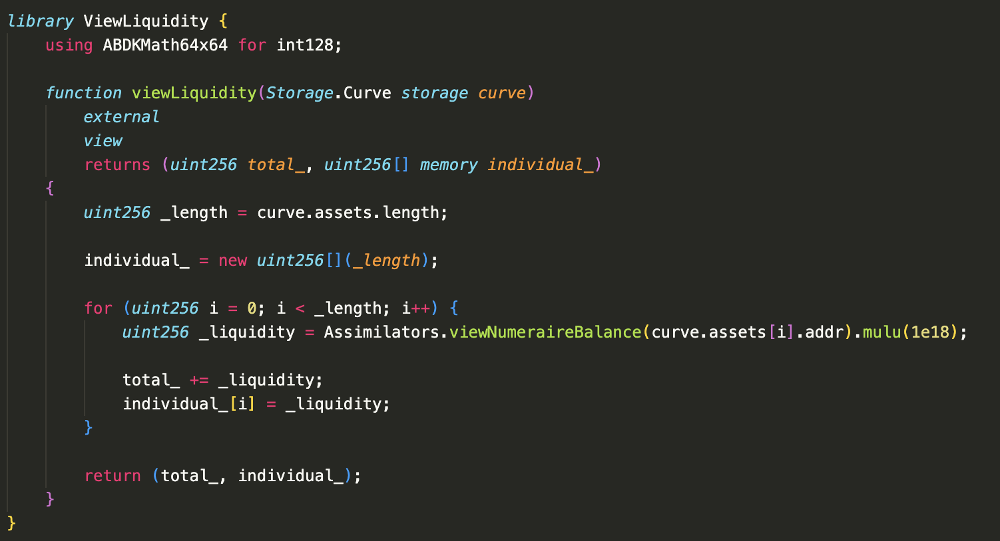 library ViewLiquidity {
    using ABDKMath64x64 for int128;

    function viewLiquidity(Storage.Curve storage curve)
        external
        view
        returns (uint256 total_, uint256[] memory individual_)
    {
        uint256 _length = curve.assets.length;

        individual_ = new uint256[](_length);

        for (uint256 i = 0; i < _length; i++) {
            uint256 _liquidity = Assimilators.viewNumeraireBalance(curve.assets[i].addr).mulu(1e18);

            total_ += _liquidity;
            individual_[i] = _liquidity;
        }

        return (total_, individual_);
    }
}